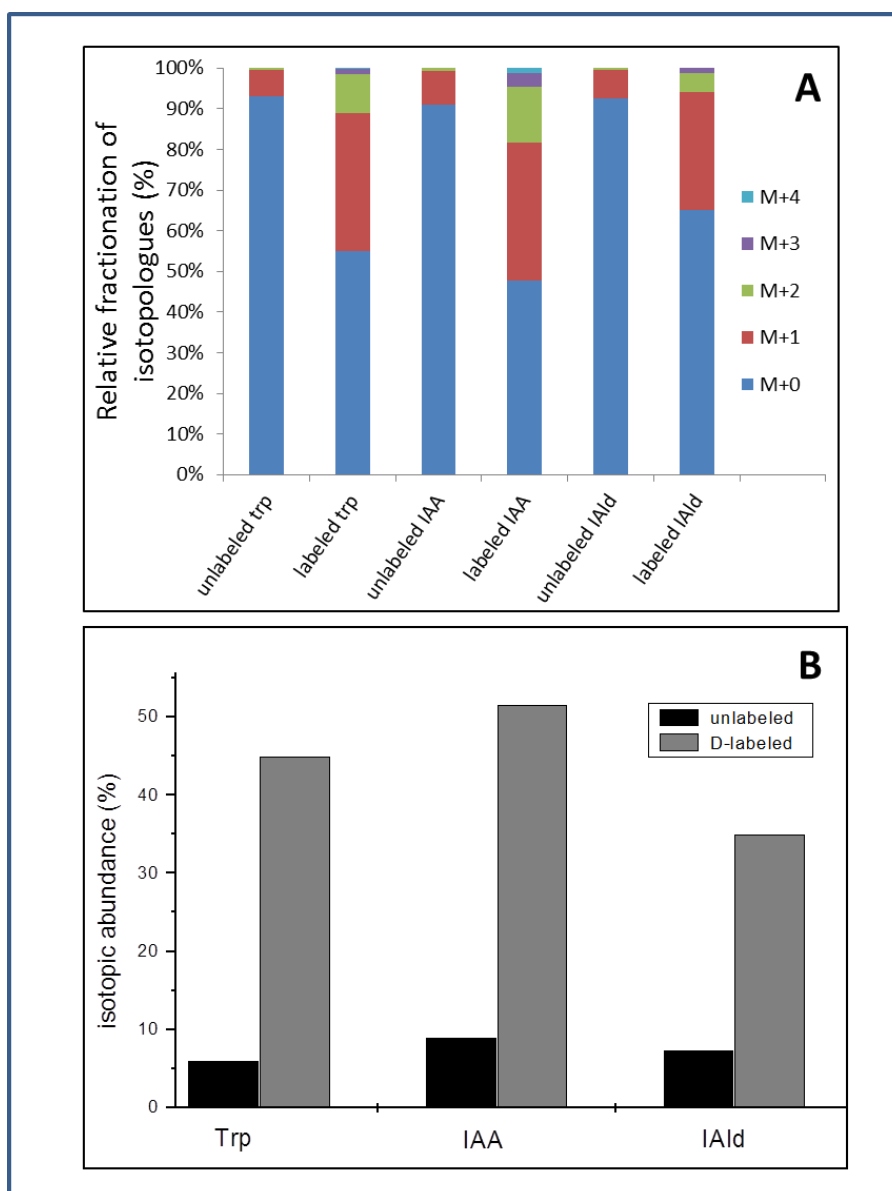 A
Relative fractionation of
isotopologues (%)
100%
90%
80%
70%
60%
50%
40%
30%
20%
10%
0%
M+4
M+3
M+2
M+1
M+0
unlabeled trp
labeled trp
unlabeled IAA
labeled IAA
unlabeled IAld
labeled IAld
B
isotopic abundance (%)
50
40
30
20
10
0
unlabeled
D-labeled
Trp
IAA
IAld